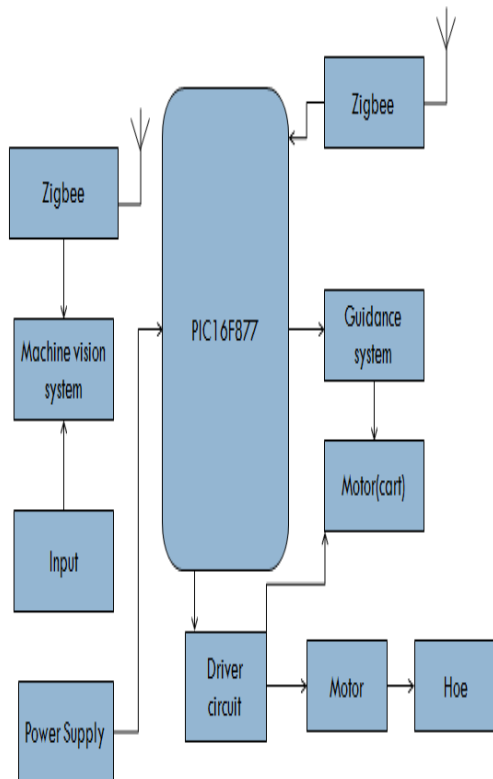 Zigbee
Zigbee
PIC16F877
Guidance
system
Machine vision
system
Motor(cart)
Input
Driver
circuit
Motor
Hoe
Power Supply